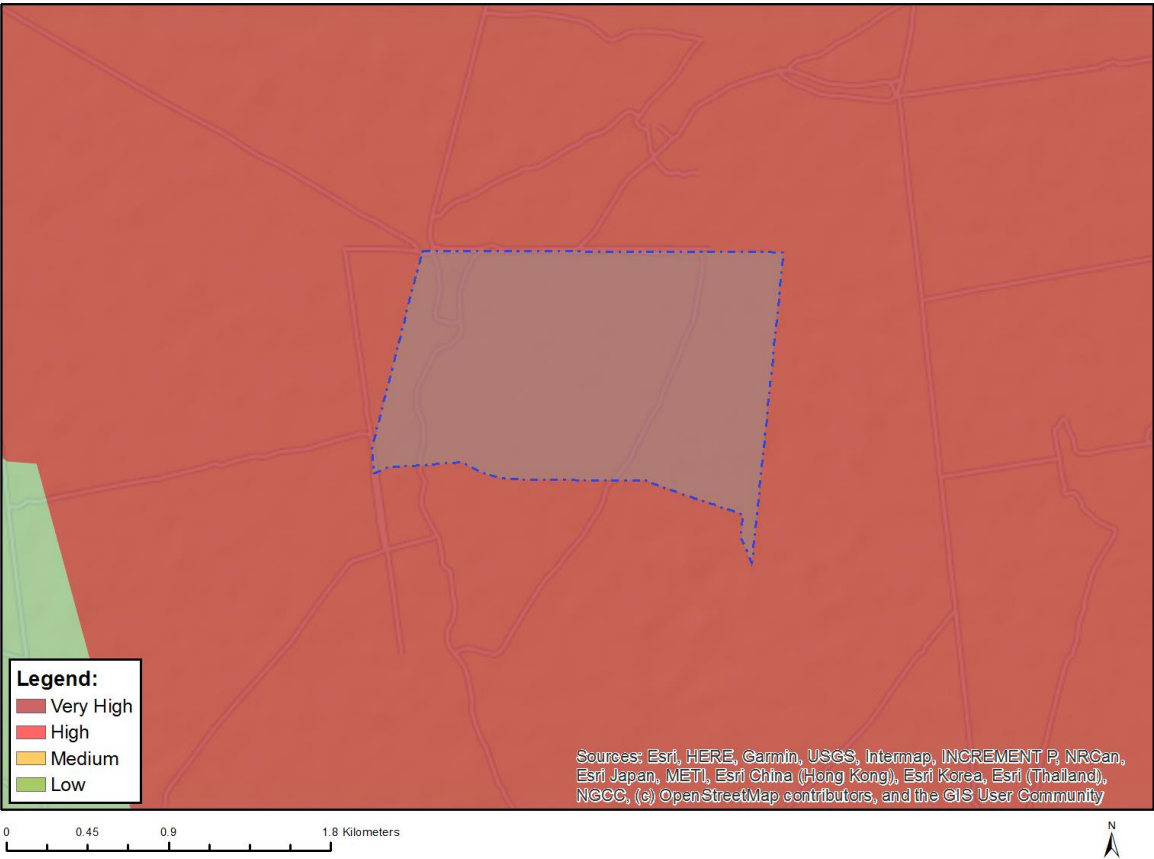 Legend:
Very High
High
Medium
Low
Sources: Esri, HERE, Garmin, USGS, Intermap, INCREMENT P, NRCan,
Esri Japan, METI, Esri China (Hong Kong), Esri Korea, Esri (Thailand),
NGCC, (c) OpenStreetMap contributors, and the GIS User Community
0 0.45 0.9 1.8 Kilometers
N